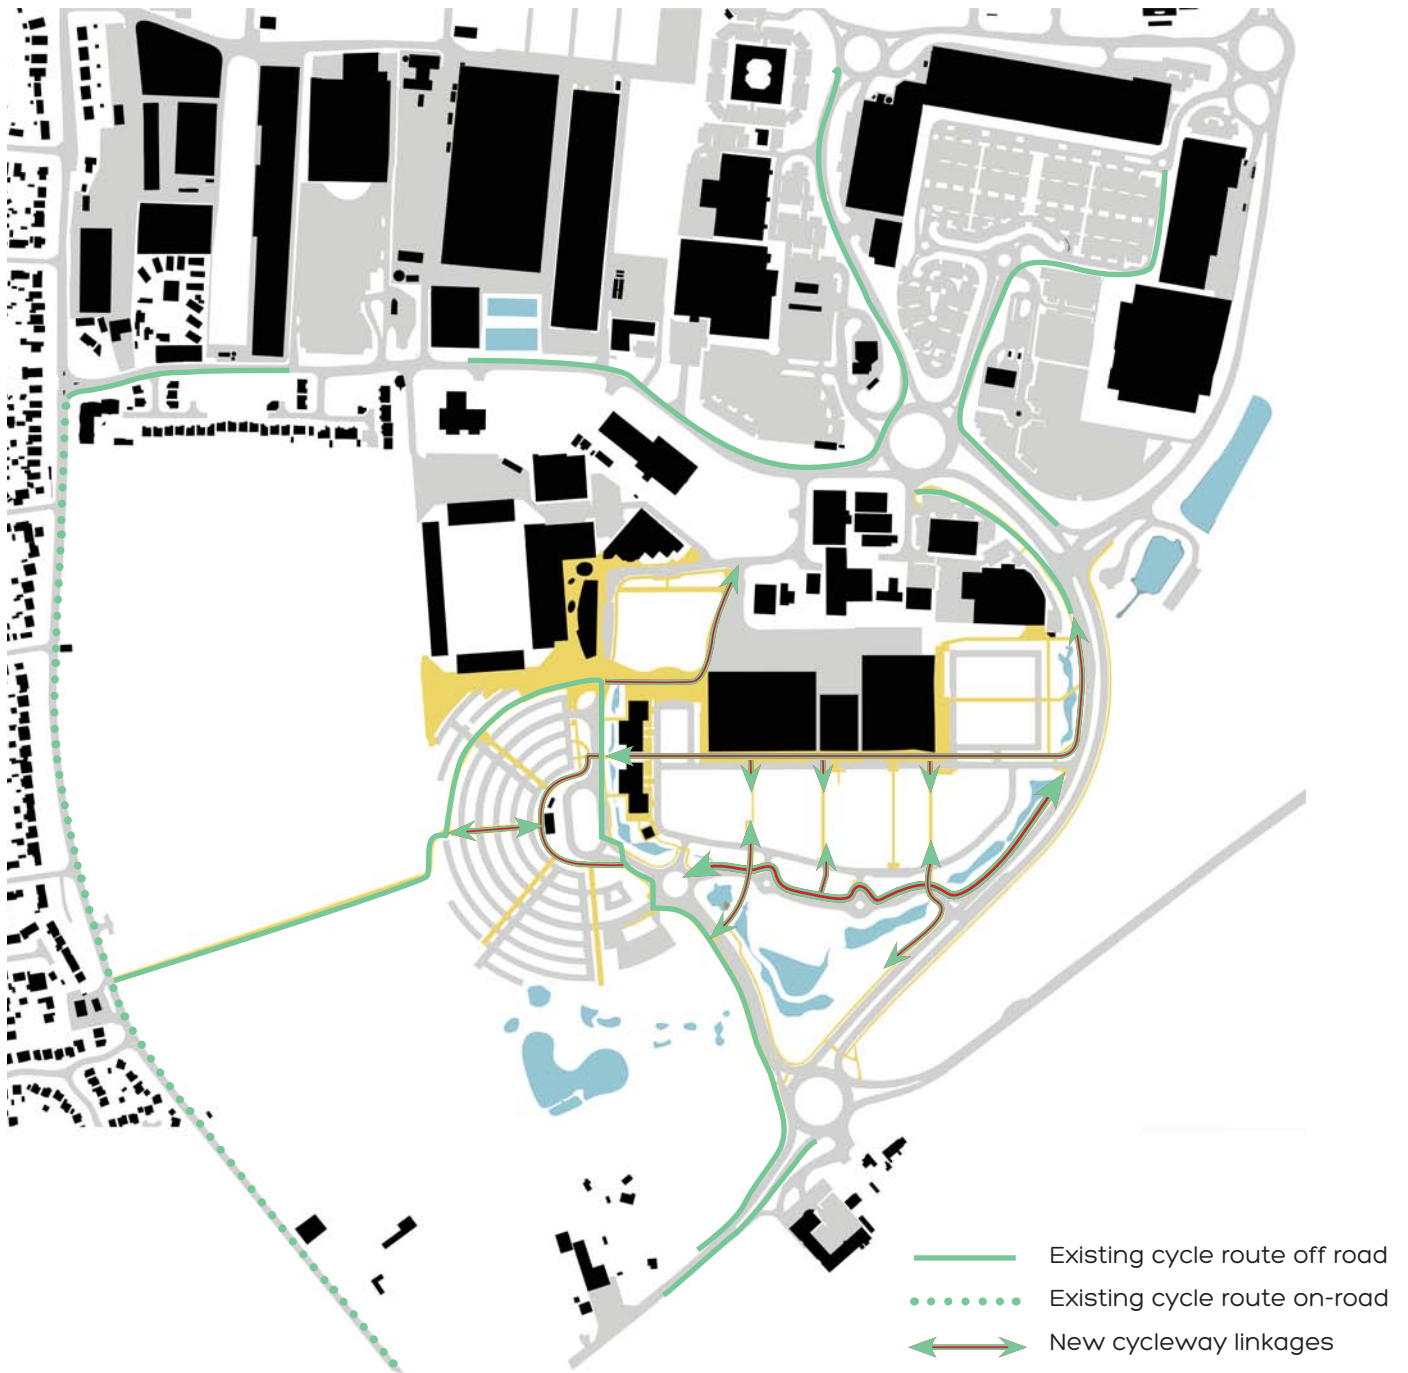 Existing cycle route off road
Existing cycle route on-road
New cycleway linkages